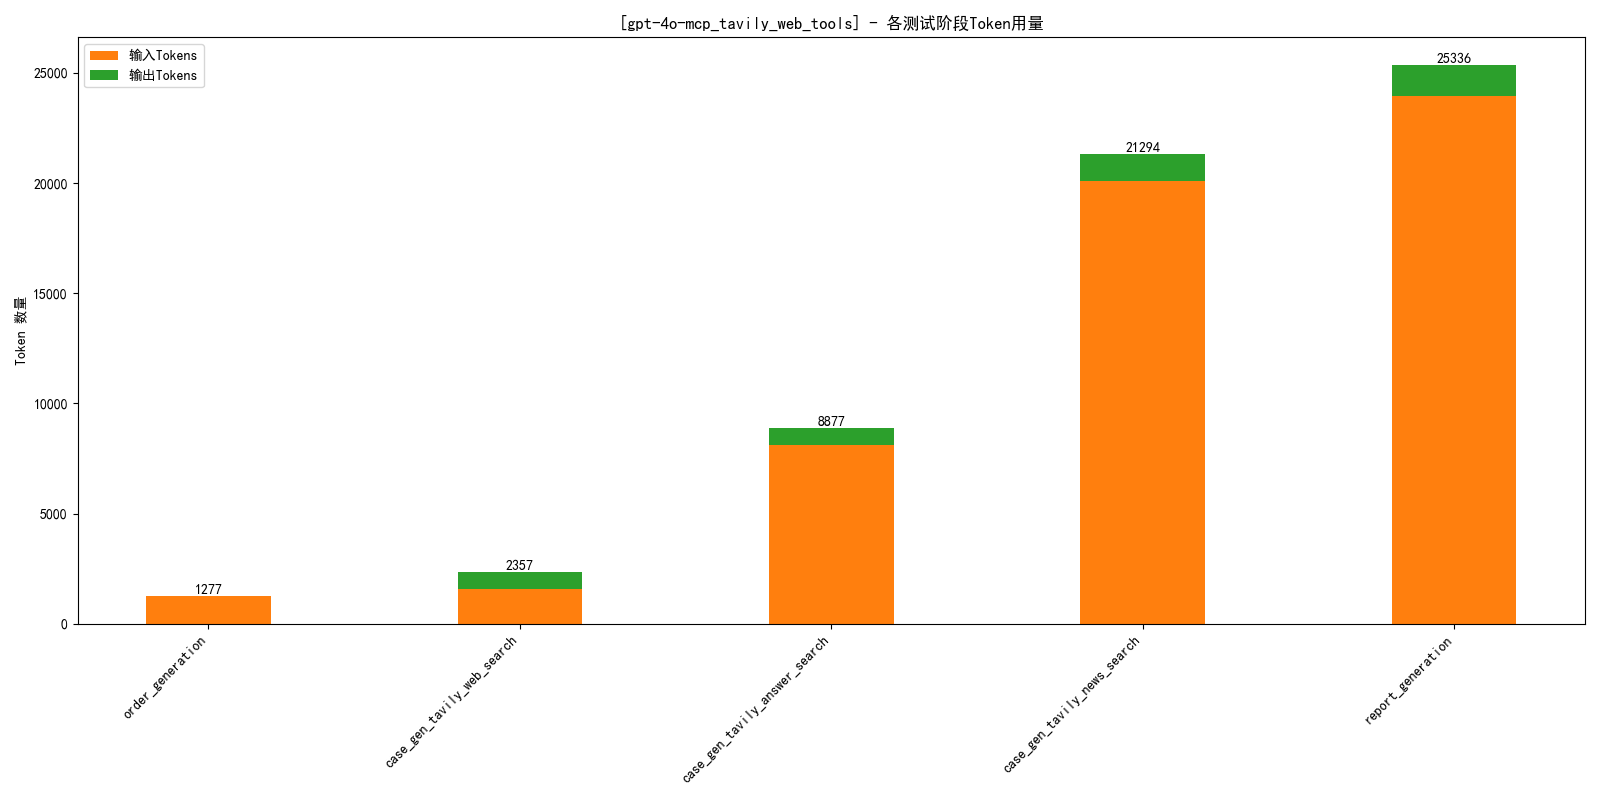 [gpt-4o-mcp_tavily_web_tools] - 各测试阶段Token用量
输入Tokens
输出Tokens
Token 数量
25000
20000
15000
10000
5000
0
1277
2357
8877
21294
25336
order_generation
case_gen_tavily_web_search
case_gen_tavily_answer_search
case_gen_tavily_news_search
report_generation